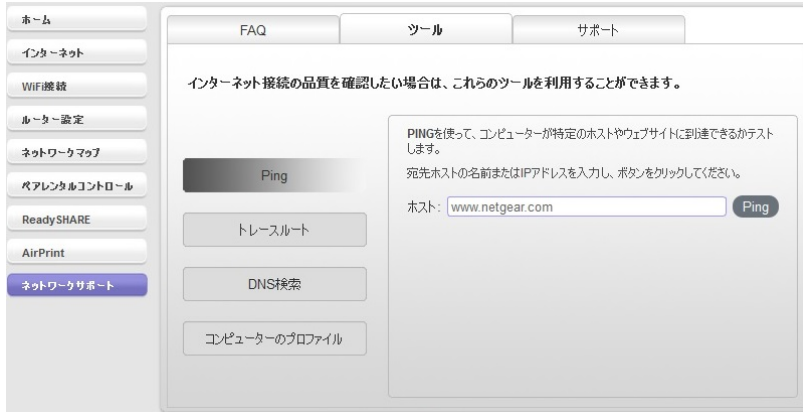 ホーム
インターネット
WiFi接続
ルーター設定
ネットワークマップ
ペアレンタルコントロール
ReadySHARE
AirPrint
ネットワークサポート
FAQ
ツール
サポート
インターネット接続の品質を確認したい場合は、これらのツールを利用することができます。
Ping
トレースルート
DNS検索
コンピューターのプロファイル
PINGを使って、コンピューターが特定のホストやウェブサイトに到達できるかテスト
します。
宛先ホストの名前またはIPアドレスを入力し、ボタンをクリックしてください。
ホスト: www.netgear.com Ping